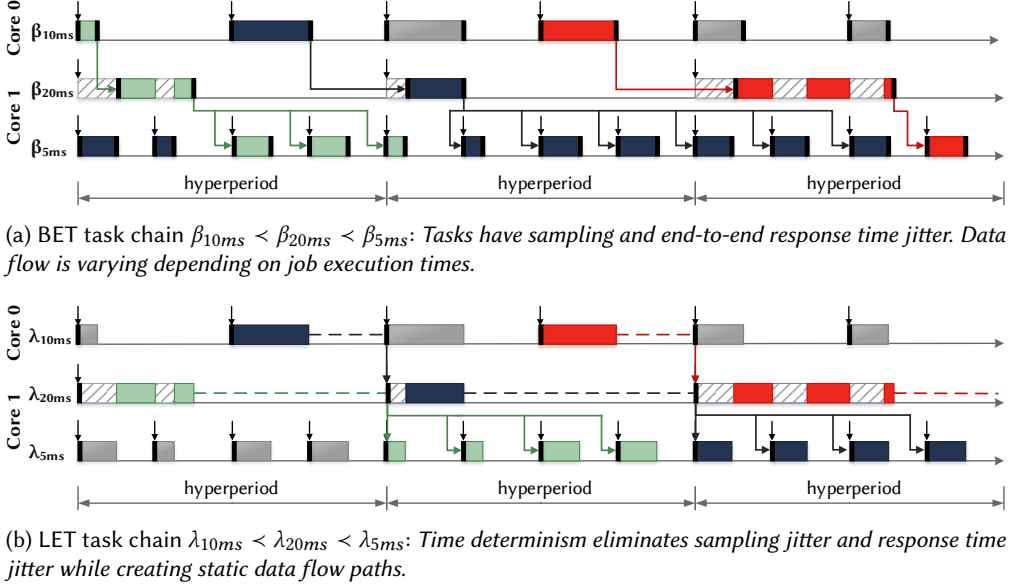 Core 0
β10ms
Core 1
β20ms
β5ms
hyperperiod hyperperiod hyperperiod
(a) BET task chain β10ms ≺ β20ms ≺ β5ms: Tasks have sampling and end-to-end response time jitter. Data
flow is varying depending on job execution times.
Core 0
λ10ms
Core 1
λ20ms
λ5ms
hyperperiod hyperperiod hyperperiod
(b) LET task chain λ10ms ≺ λ20ms ≺ λ5ms: Time determinism eliminates sampling jitter and response time
jitter while creating static data flow paths.